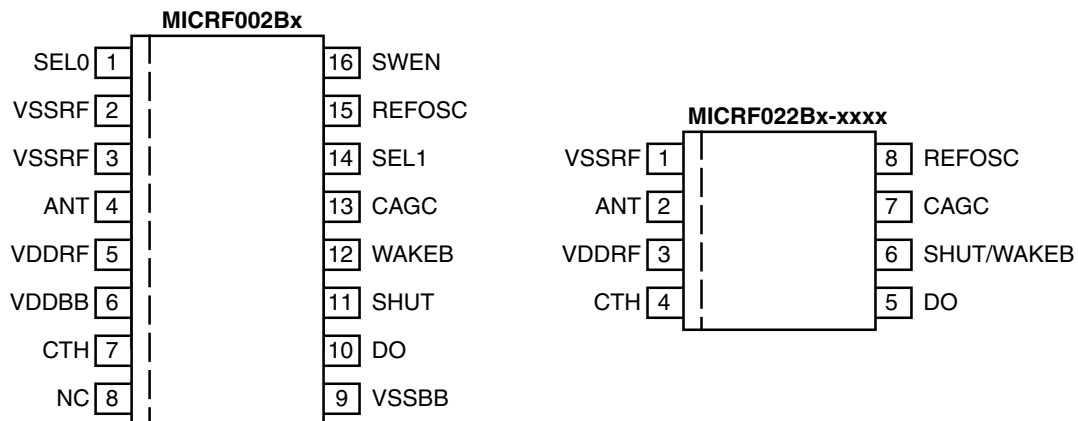 MICRF002Bx
SEL0 1 16 SWEN
VSSRF 2 15 REFOSC
VSSRF 3 14 SEL1
ANT 4 13 CAGC
VDDRF 5 12 WAKEB
VDDBB 6 11 SHUT
CTH 7 10 DO
NC 8 9 VSSBB
MICRF022Bx-xxxx
VSSRF 1 8 REFOSC
ANT 2 7 CAGC
VDDRF 3 6 SHUT/WAKEB
CTH 4 5 DO